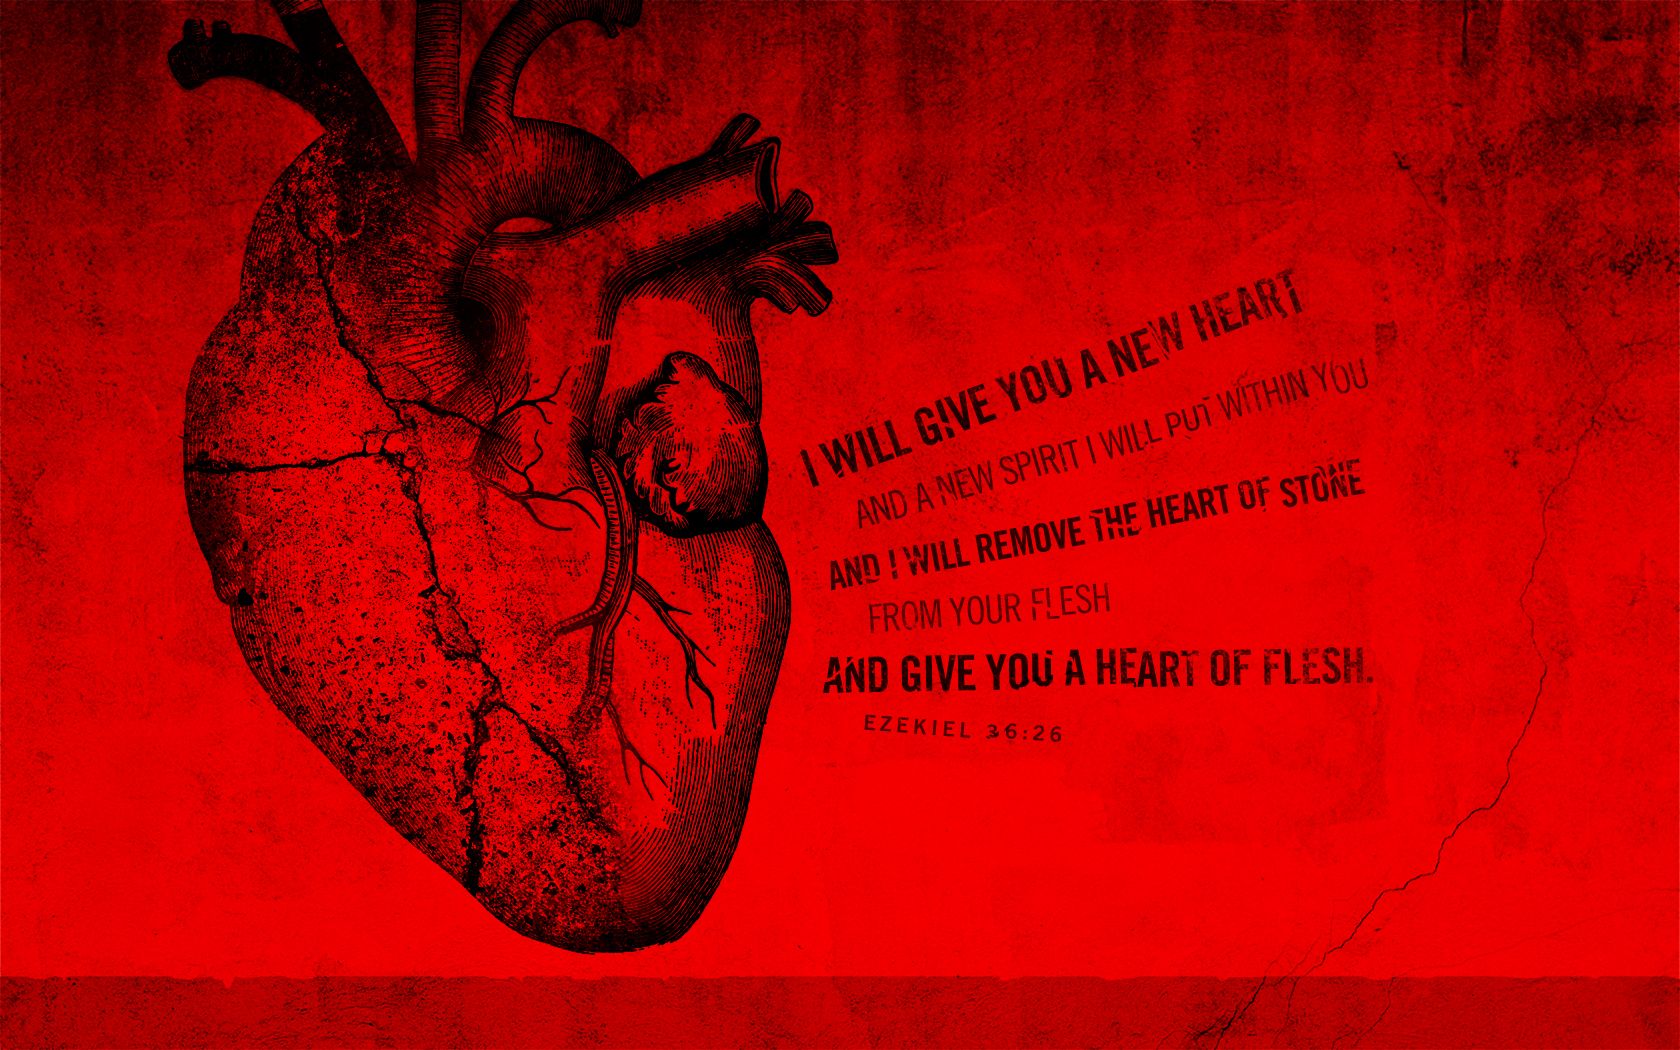 I WILL GIVE YOU A NEW HEART
AND A NEW SPIRIT I WILL PUT WITHIN YOU
AND I WILL REMOVE THE HEART OF STONE
FROM YOUR FLESH
AND GIVE YOU A HEART OF FLESH.
EZEKIEL 36:26